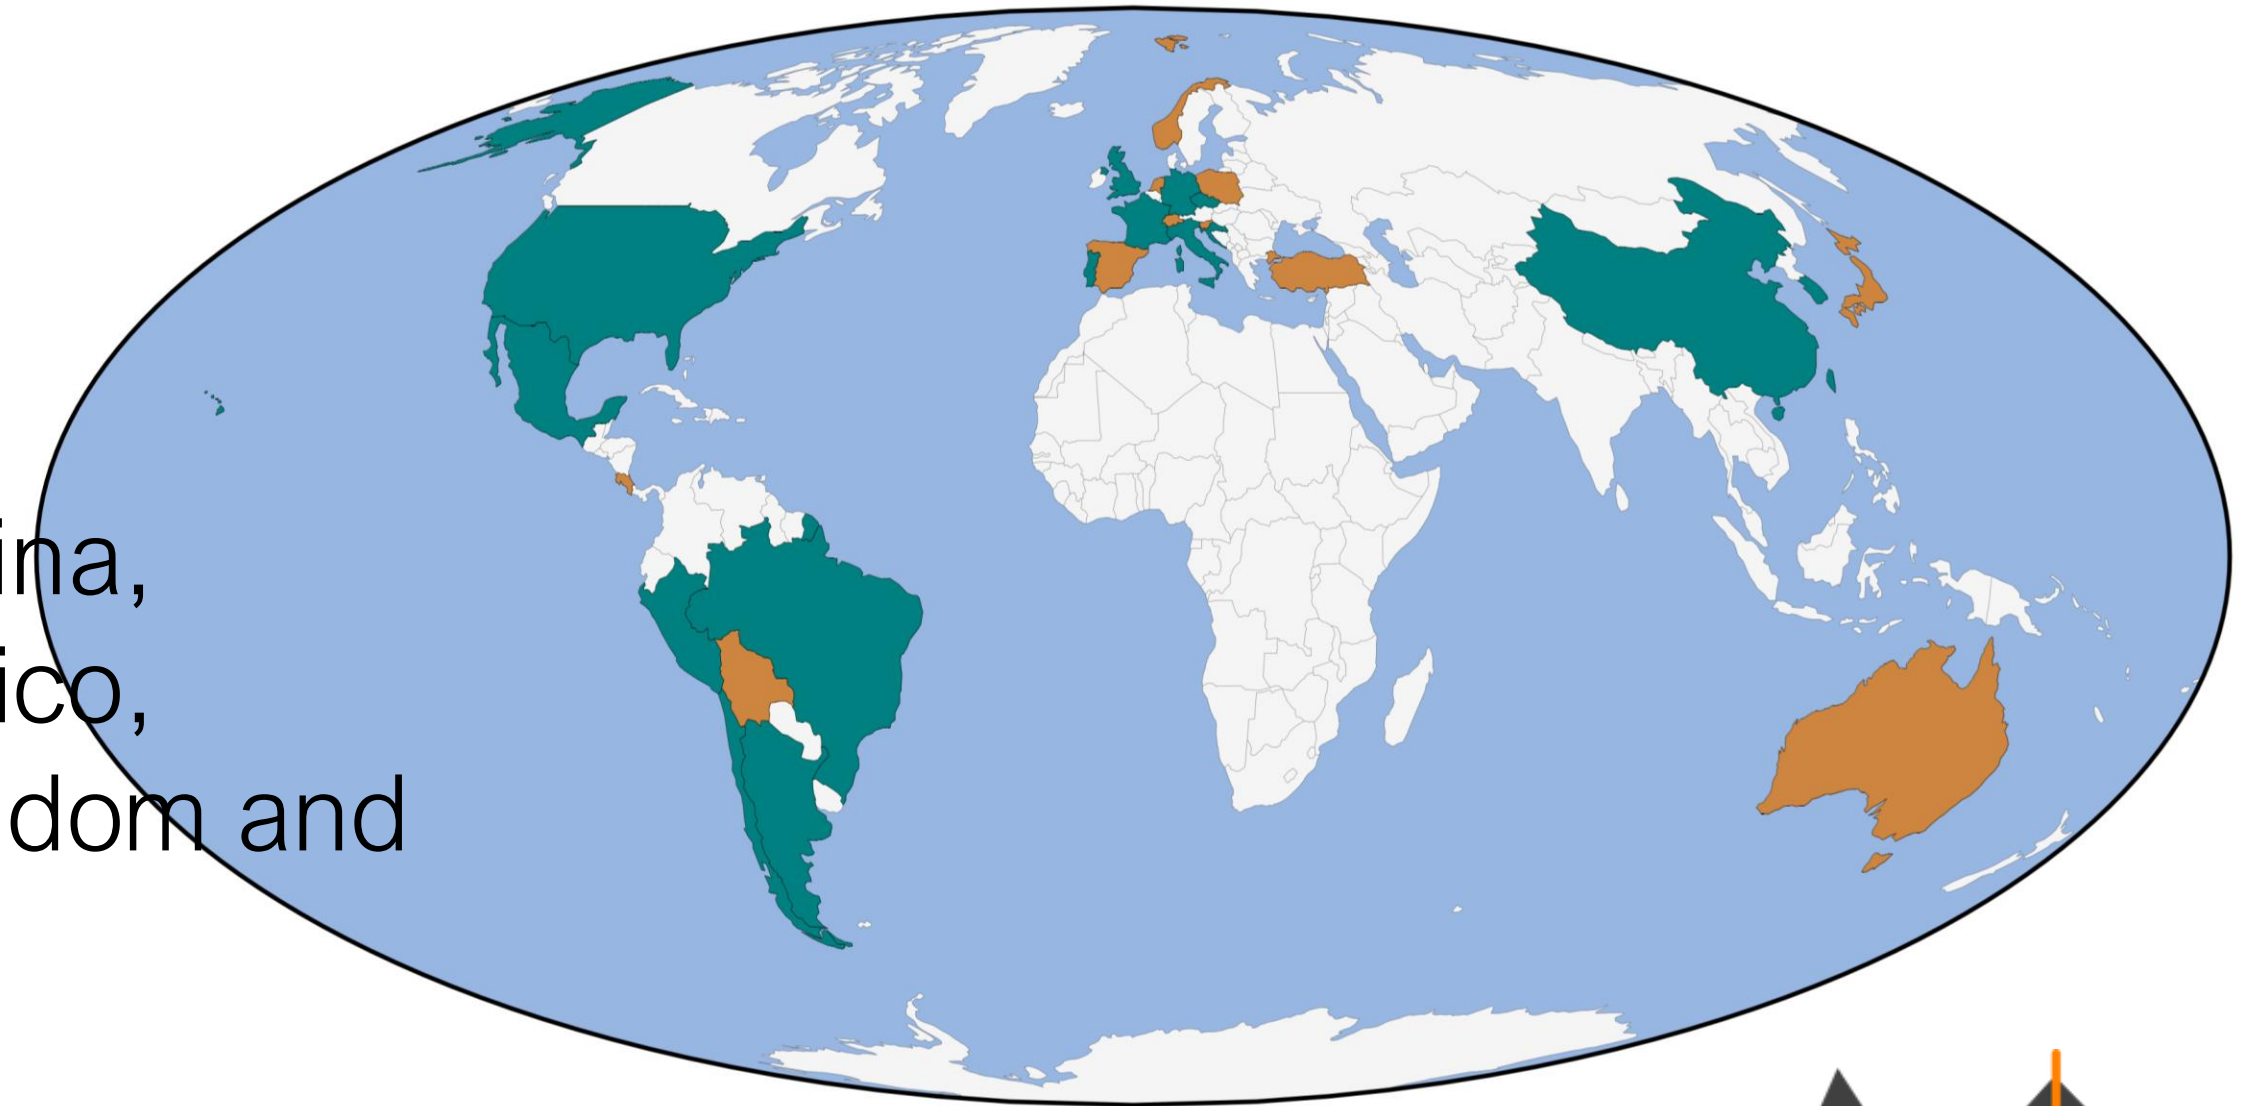 ina,
ico,
dom and